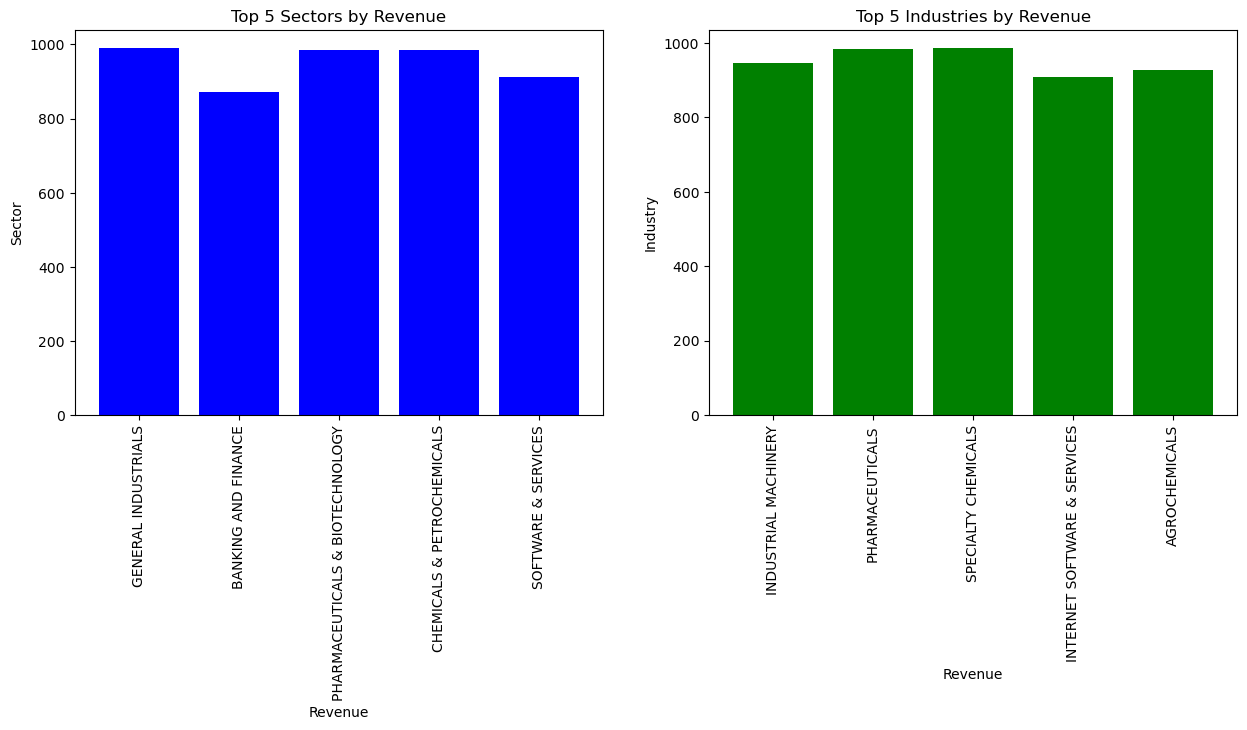 Top 5 Sectors by Revenue
1000
800
600
400
200
0
Sector
GENERAL INDUSTRIALS
BANKING AND FINANCE
PHARMACEUTICALS & BIOTECHNOLOGY
CHEMICALS & PETROCHEMICALS
SOFTWARE & SERVICES
Revenue
Top 5 Industries by Revenue
1000
800
600
400
200
0
Industry
INDUSTRIAL MACHINERY
PHARMACEUTICALS
SPECIALTY CHEMICALS
INTERNET SOFTWARE & SERVICES
AGROCHEMICALS
Revenue